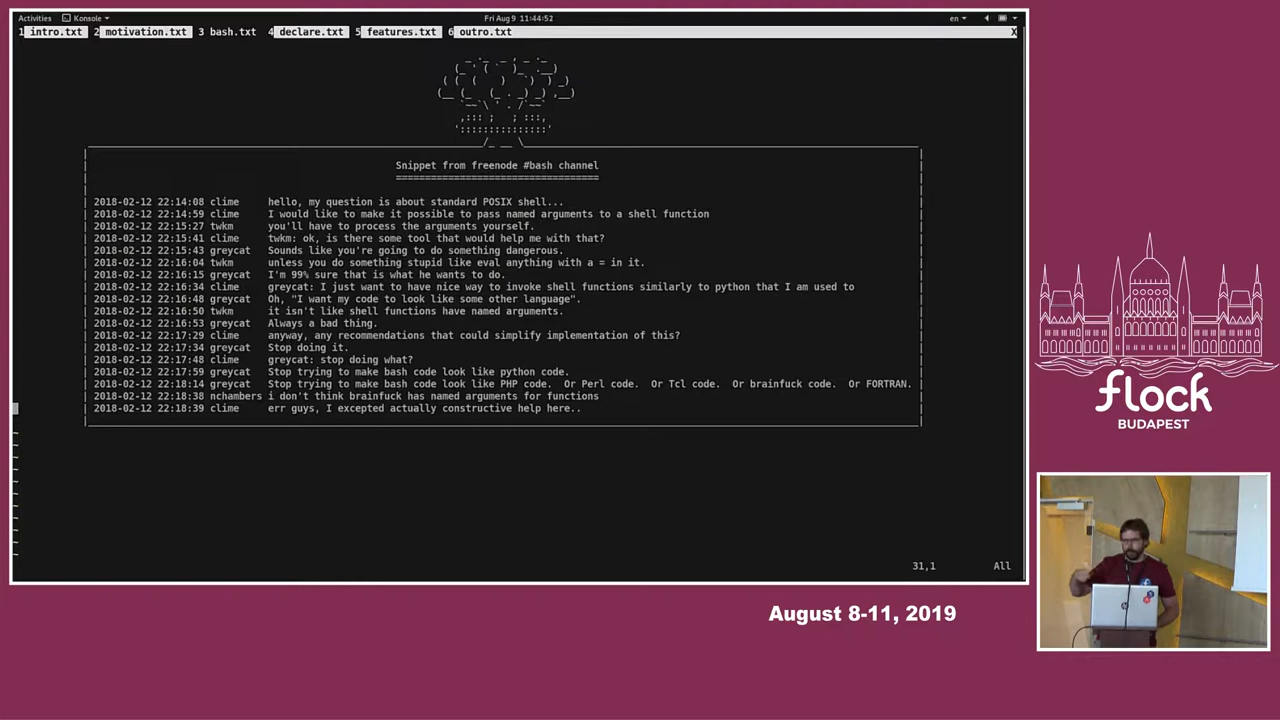 Activities Konsole Fri Aug 9 11:44:52 en
1 intro.txt 2 motivation.txt 3 bash.txt 4 declare.txt 5 features.txt 6 outro.txt X
Snippet from freenode #bash channel
===================================
2018-02-12 22:14:08 clime hello, my question is about standard POSIX shell...
2018-02-12 22:14:59 clime I would like to make it possible to pass named arguments to a shell function
2018-02-12 22:15:27 twkm you'll have to process the arguments yourself.
2018-02-12 22:15:41 clime twkm: ok, is there some tool that would help me with that?
2018-02-12 22:15:43 greycat Sounds like you're going to do something dangerous.
2018-02-12 22:16:04 twkm unless you do something stupid like eval anything with a = in it.
2018-02-12 22:16:15 greycat I'm 99% sure that is what he wants to do.
2018-02-12 22:16:34 clime greycat: I just want to have nice way to invoke shell functions similarly to python that I am used to
2018-02-12 22:16:48 greycat Oh, "I want my code to look like some other language".
2018-02-12 22:16:50 twkm it isn't like shell functions have named arguments.
2018-02-12 22:16:53 greycat Always a bad thing.
2018-02-12 22:17:29 clime anyway, any recommendations that could simplify implementation of this?
2018-02-12 22:17:34 greycat Stop doing it.
2018-02-12 22:17:48 clime greycat: stop doing what?
2018-02-12 22:17:59 greycat Stop trying to make bash code look like python code.
2018-02-12 22:18:14 greycat Stop trying to make bash code look like PHP code. Or Perl code. Or Tcl code. Or brainfuck code. Or FORTRAN.
2018-02-12 22:18:38 nchambers i don't think brainfuck has named arguments for functions
2018-02-12 22:18:39 clime err guys, I excepted actually constructive help here..
31,1 All
flock
BUDAPEST
August 8-11, 2019